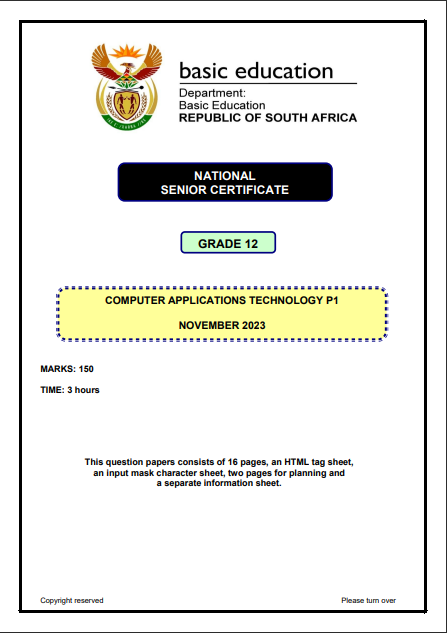 basic education
Department:
Basic Education
REPUBLIC OF SOUTH AFRICA
NATIONAL
SENIOR CERTIFICATE
GRADE 12
COMPUTER APPLICATIONS TECHNOLOGY P1
NOVEMBER 2023
MARKS: 150
TIME: 3 hours
This question papers consists of 16 pages, an HTML tag sheet,
an input mask character sheet, two pages for planning and
a separate information sheet.
Copyright reserved
Please turn over